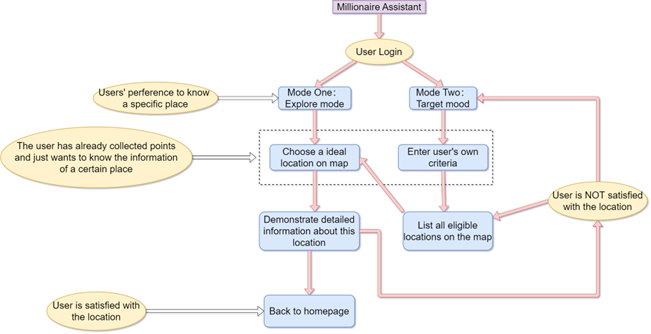 Millionaire Assistant
User Login
Users' perference to know
a specific place
Mode One:
Explore mode
Mode Two:
Target mood
The user has already collected points
and just wants to know the information
of a certain place
Choose a ideal
location on map
Enter user's own
criteria
User is NOT satisfied
with the location
Demonstrate detailed
information about this
location
List all eligible
locations on the map
User is satisfied with
the location
Back to homepage